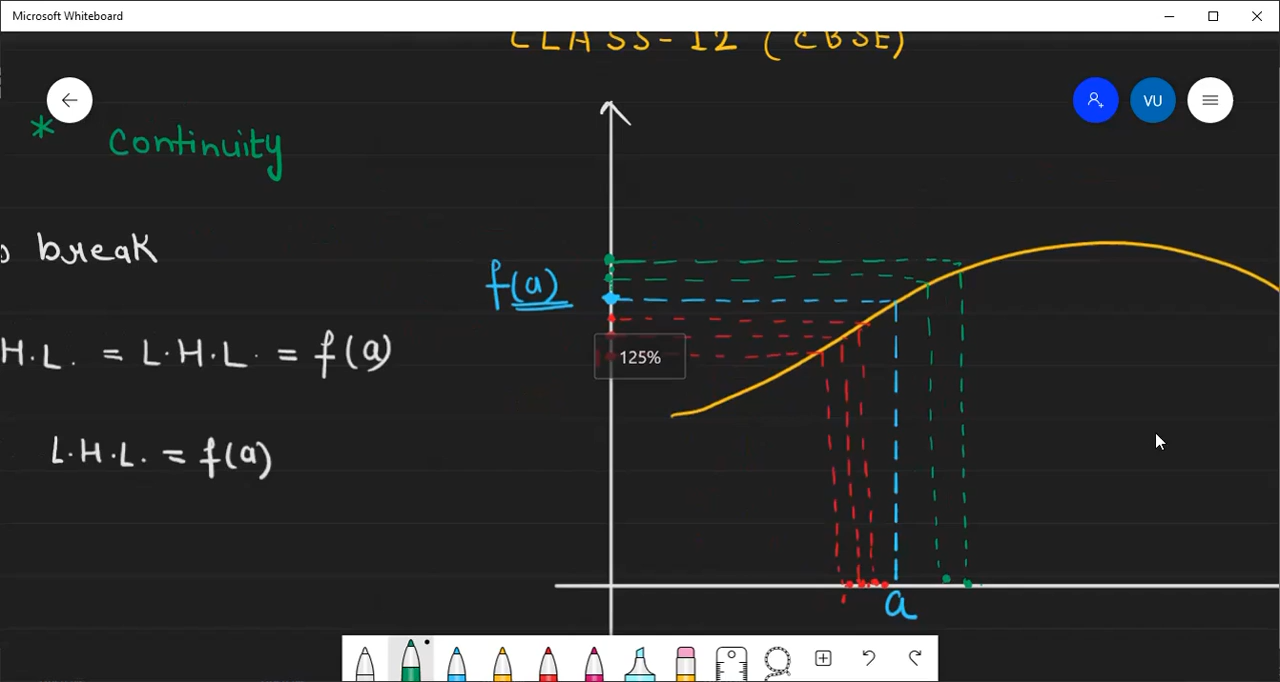 Microsoft Whiteboard
CLASS-12 (CBSE)
VU
* Continuity
break
f(a)
H.L. = L.H.L. = f(a)
125%
L.H.L. = f(a)
a